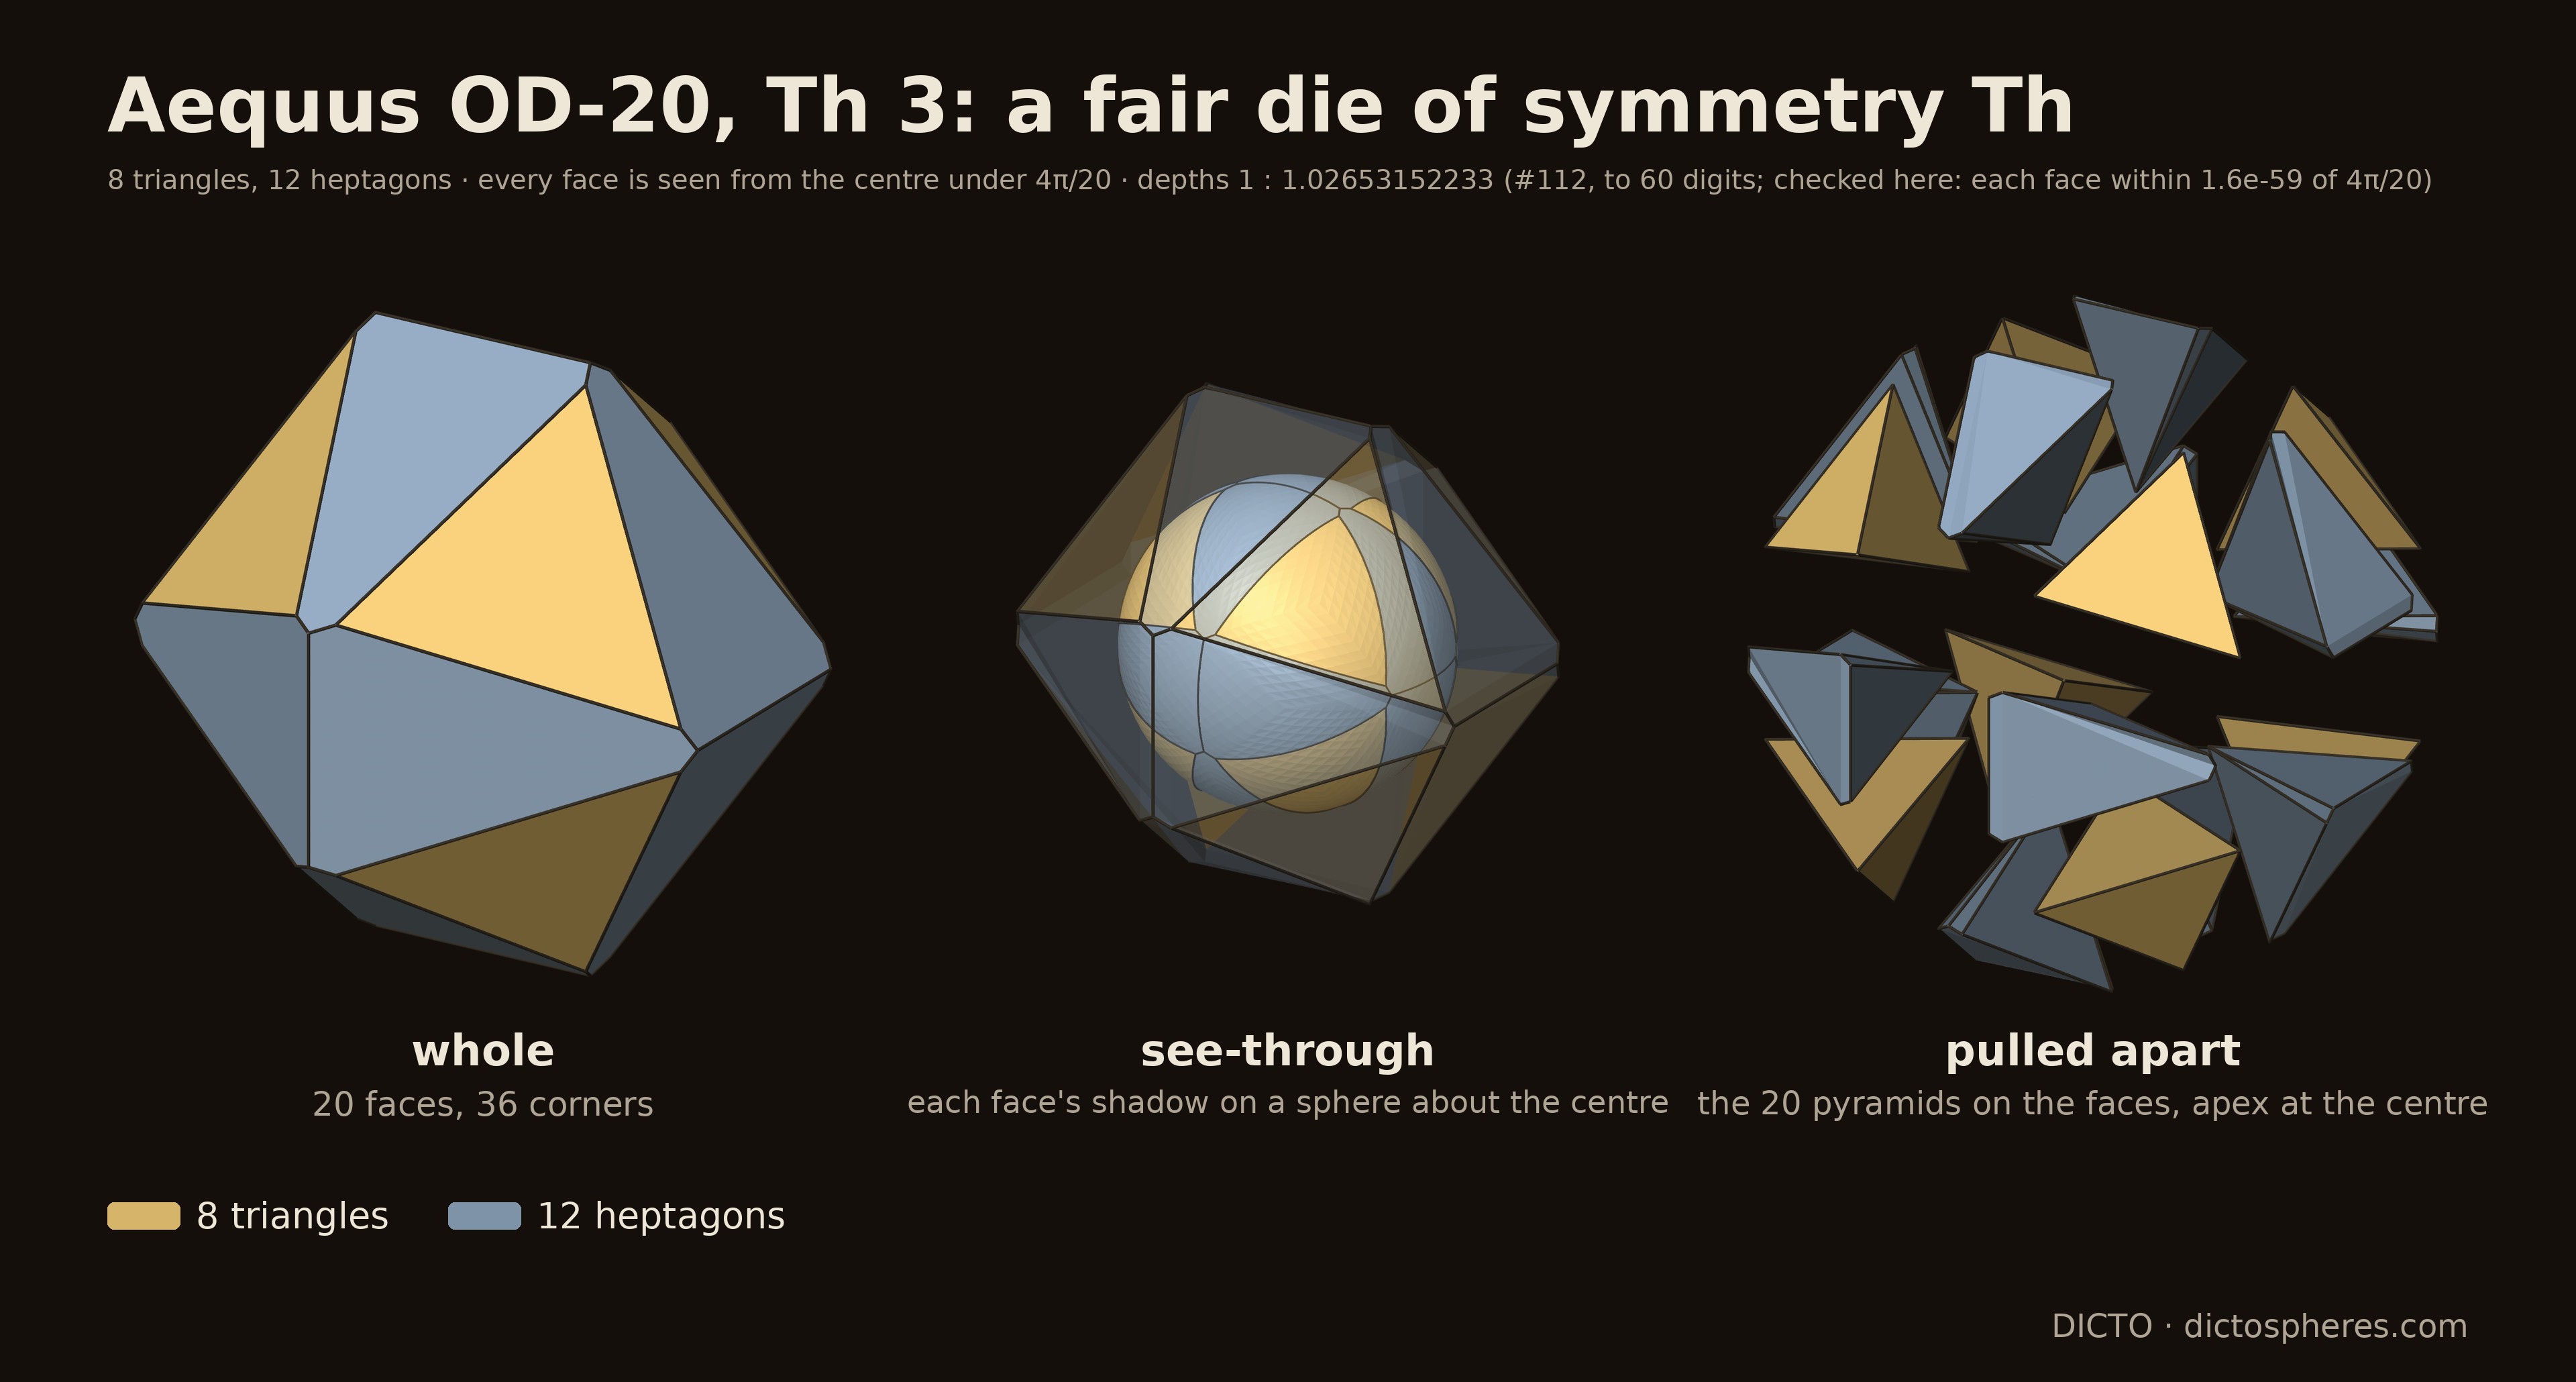 Aequus OD-20, Th 3: a fair die of symmetry Th
8 triangles, 12 heptagons · every face is seen from the centre under 4π/20 · depths 1 : 1.02653152233 (#112, to 60 digits; checked here: each face within 1.6e-59 of 4π/20)
whole
20 faces, 36 corners
see-through
each face's shadow on a sphere about the centre
pulled apart
the 20 pyramids on the faces, apex at the centre
8 triangles
12 heptagons
DICTO · dictospheres.com